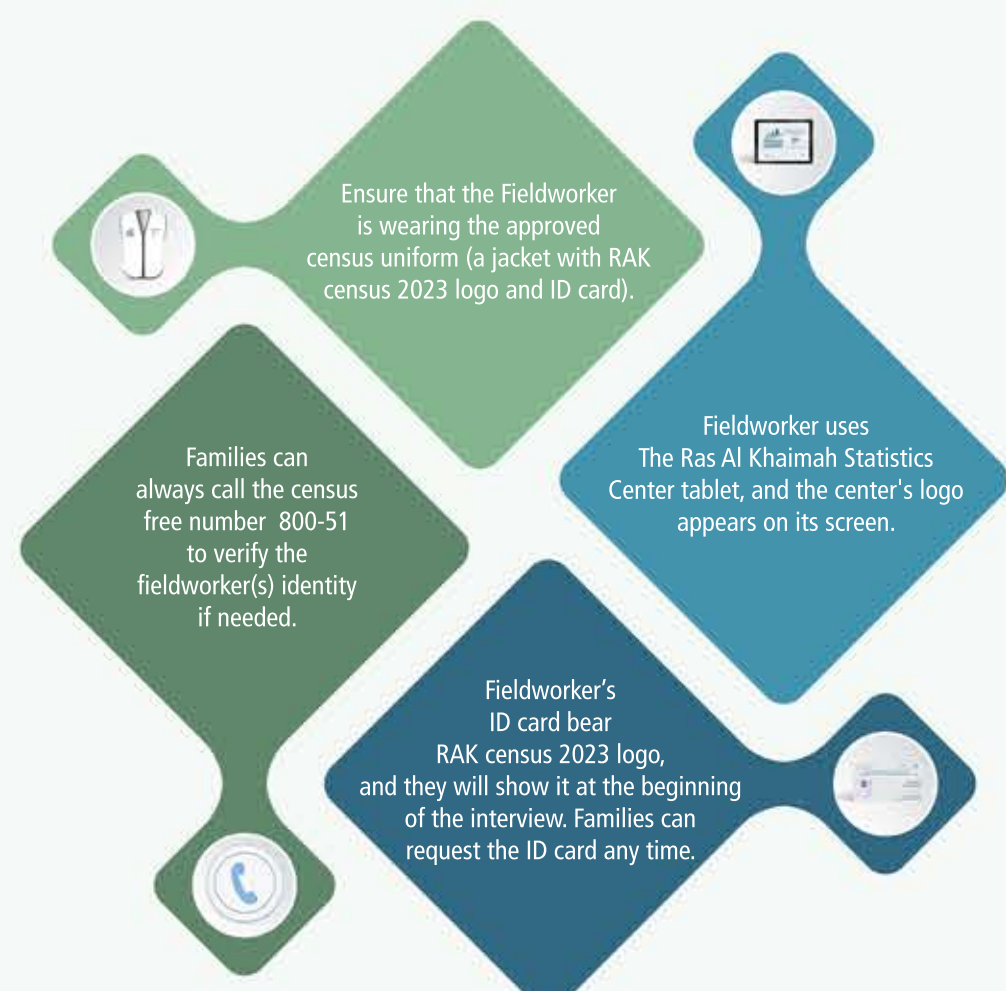 Ensure that the Fieldworker
is wearing the approved
census uniform (a jacket with RAK
census 2023 logo and ID card).
Fieldworker uses
The Ras Al Khaimah Statistics
Center tablet, and the center's logo
appears on its screen.
Families can
always call the census
free number  800-51
to verify the
fieldworker(s) identity
if needed.
Fieldworker’s
ID card bear
RAK census 2023 logo,
and they will show it at the beginning
of the interview. Families can
request the ID card any time.